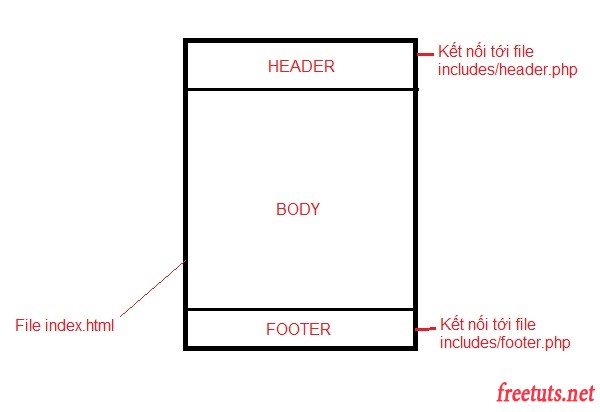 HEADER
Kết nối tới file
includes/header.php
BODY
File index.html
FOOTER
Kết nối tới file
includes/footer.php
freetuts.net